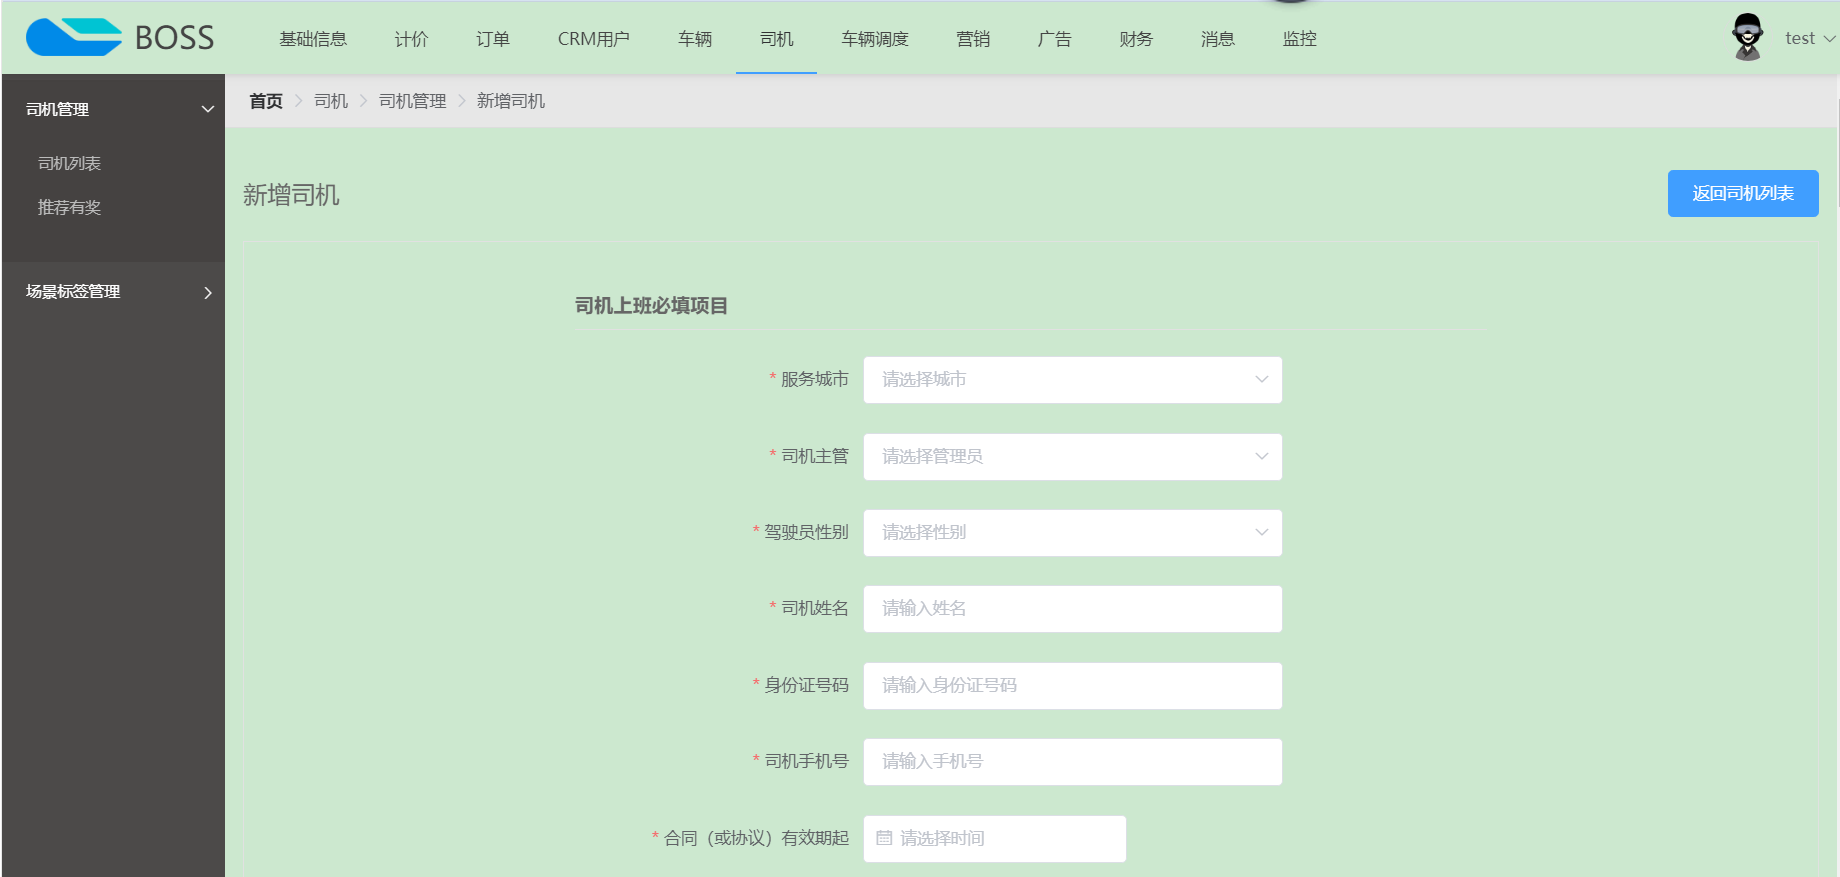 BOSS 基础信息 计价 订单 CRM用户 车辆 司机 车辆调度 营销 广告 财务 消息 监控 test
司机管理
司机列表
推荐有奖
场景标签管理
首页 司机 司机管理 新增司机
新增司机 返回司机列表
司机上班必填项目
* 服务城市 请选择城市
* 司机主管 请选择管理员
* 驾驶员性别 请选择性别
* 司机姓名 请输入姓名
* 身份证号码 请输入身份证号码
* 司机手机号 请输入手机号
* 合同（或协议）有效期起 请选择时间